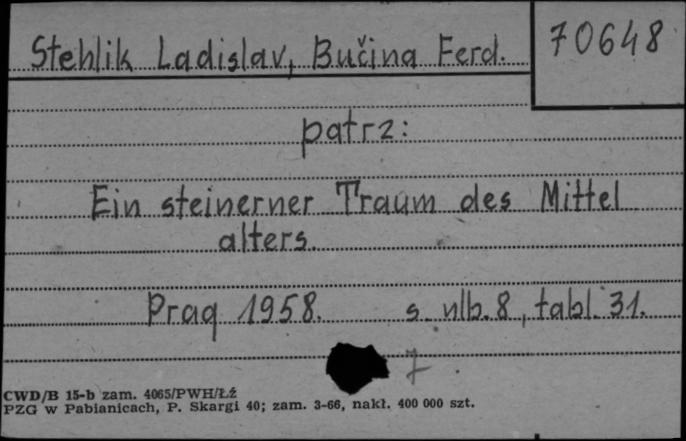 Stehlik Ladislav, Bučina Ferd.
70648
patrz:
Ein steinerner Traum des Mittel
alters.
Prag 1958. s. nlb. 8, tabl. 31.
7
CWD/B 15-b zam. 4065/PWH/Łź
PZG w Pabianicach, P. Skargi 40; zam. 3-66, nakł. 400 000 szt.